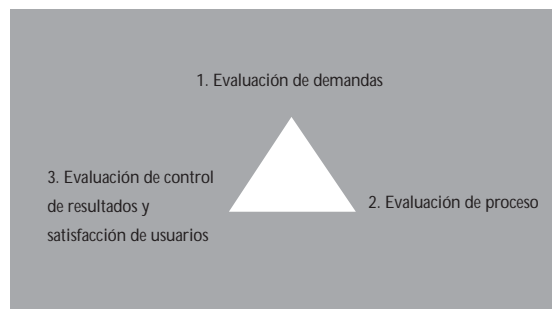 1. Evaluación de demandas
2. Evaluación de proceso
3. Evaluación de control
de resultados y
satisfacción de usuarios